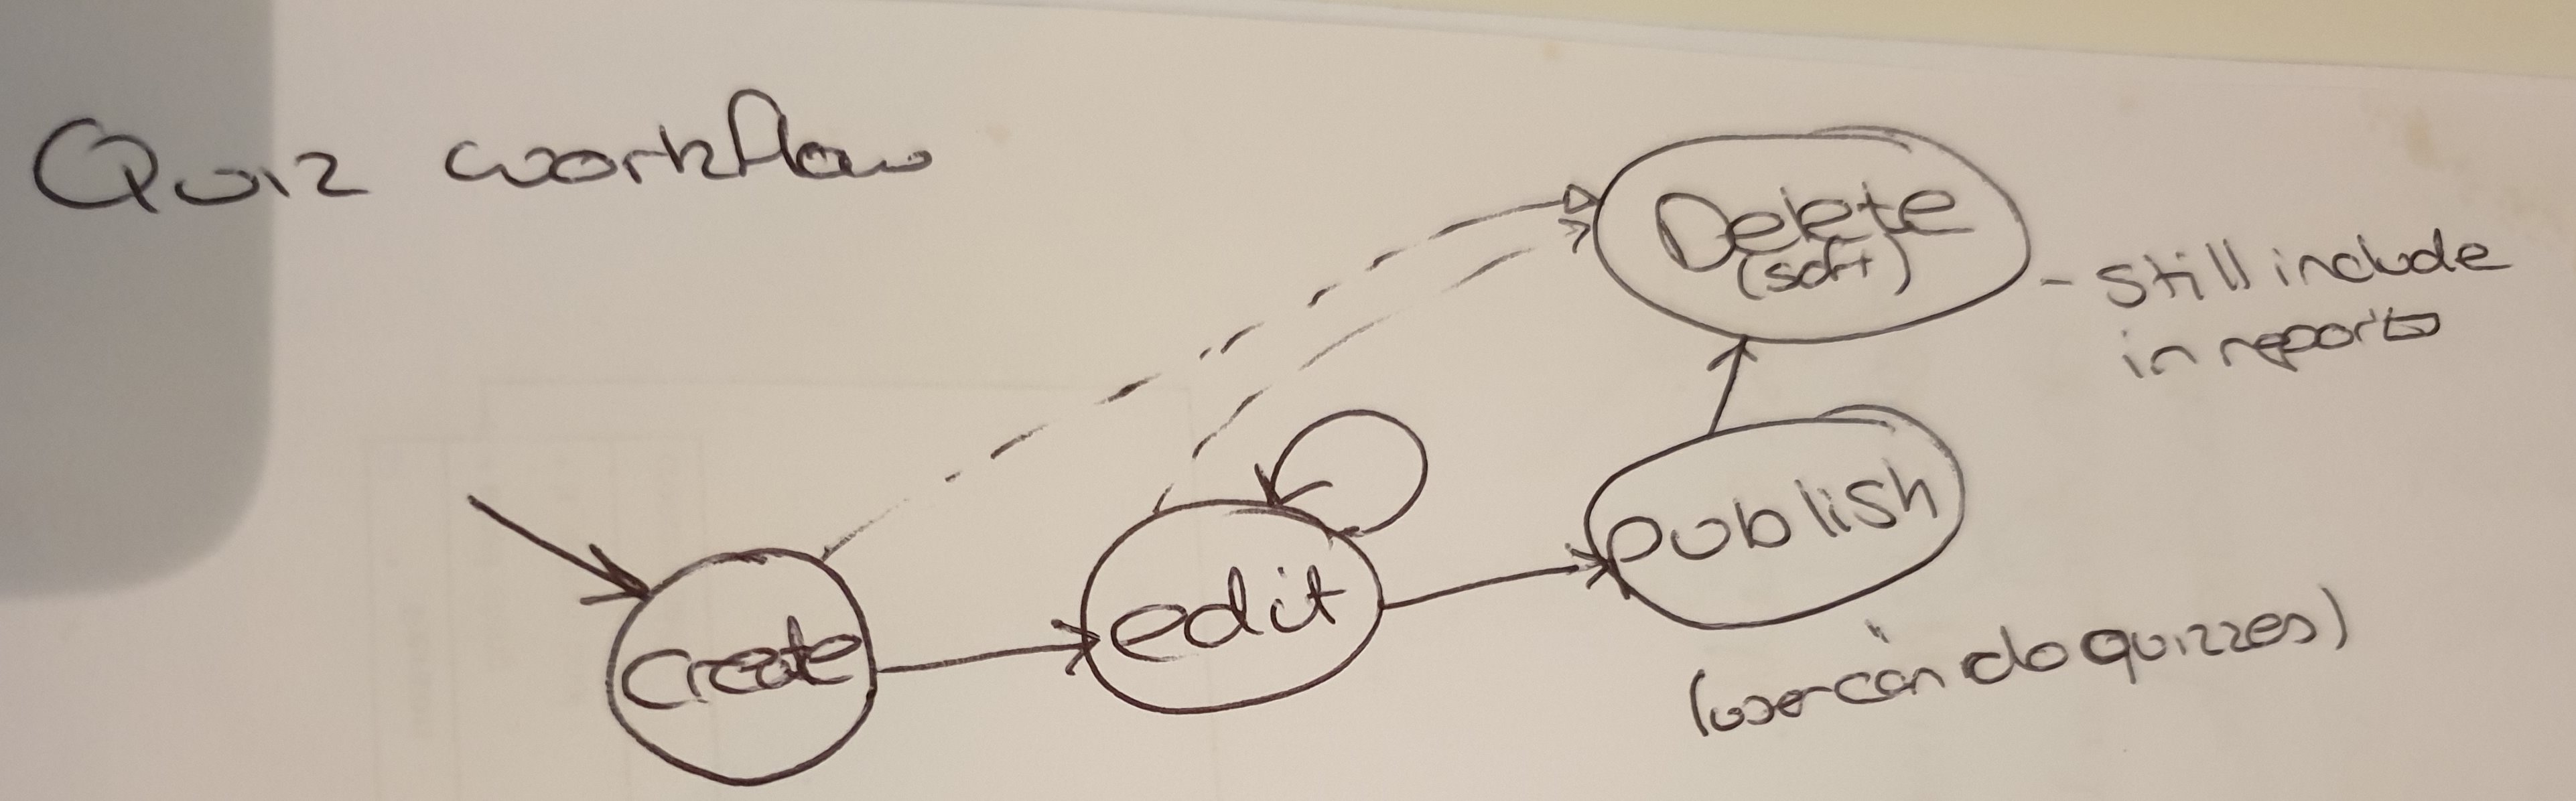 Quiz workflow
Delete
(soft)
- Still include
in reports
publish
edit
create
(user can do quizzes)